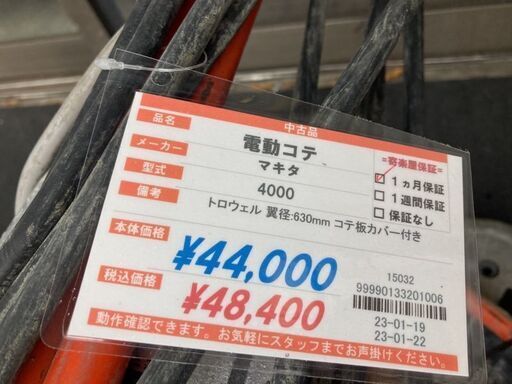 中古品
品名 電動コテ
メーカー マキタ
型式 4000
備考 トロウェル 翼径:630mm コテ板カバー付き
=寄楽屋保証=
1ヵ月保証
1週間保証
保証なし
本体価格 ¥44,000
税込価格 ¥48,400
15032
99990133201006
23-01-19
23-01-22
動作確認できます。お気軽にスタッフまでお声掛けください。